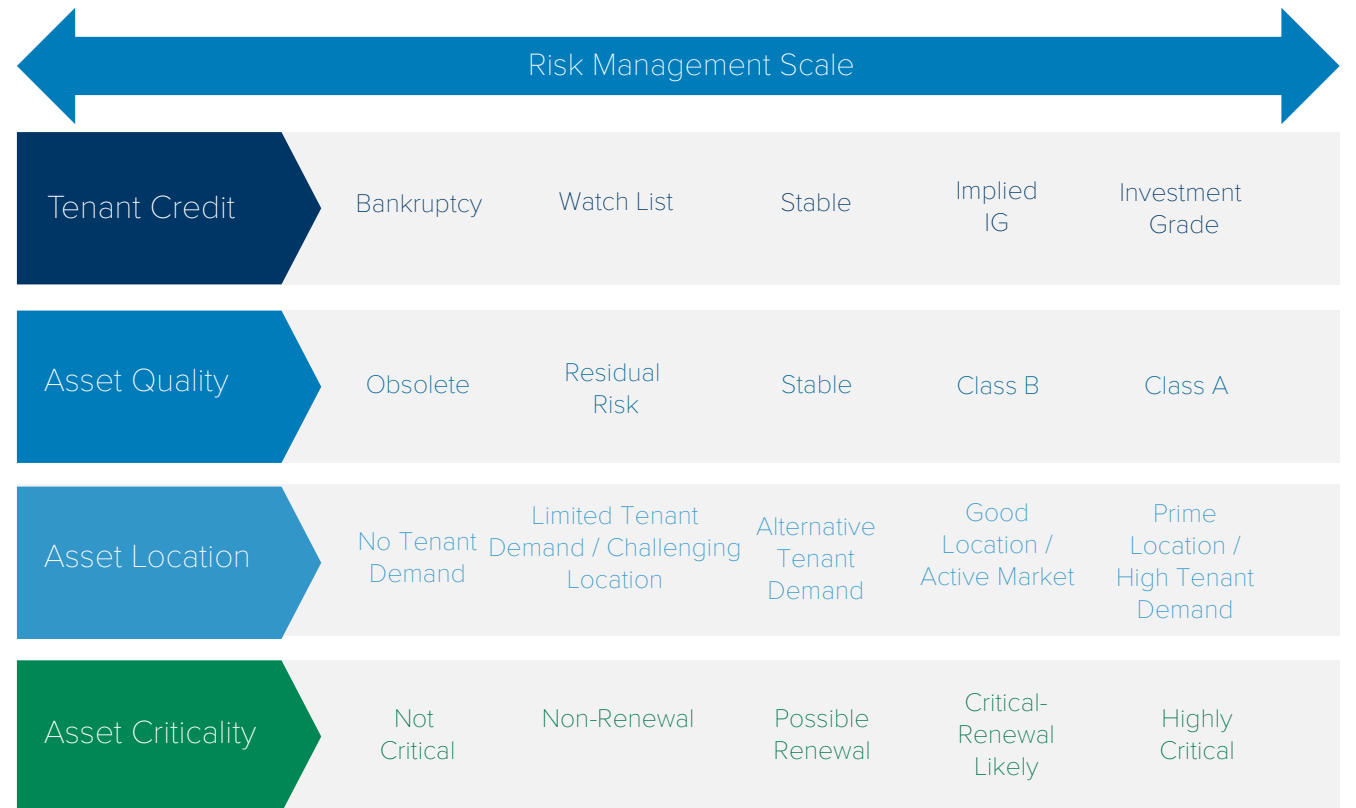 Risk Management Scale
Tenant Credit
Bankruptcy
Watch List
Stable
Implied
IG
Investment
Grade
Asset Quality
Obsolete
Residual
Risk
Stable
Class B
Class A
Asset Location
No Tenant
Demand
Limited Tenant
Demand / Challenging
Location
Alternative
Tenant
Demand
Good
Location /
Active Market
Prime
Location /
High Tenant
Demand
Asset Criticality
Not
Critical
Non-Renewal
Possible
Renewal
Critical-
Renewal
Likely
Highly
Critical